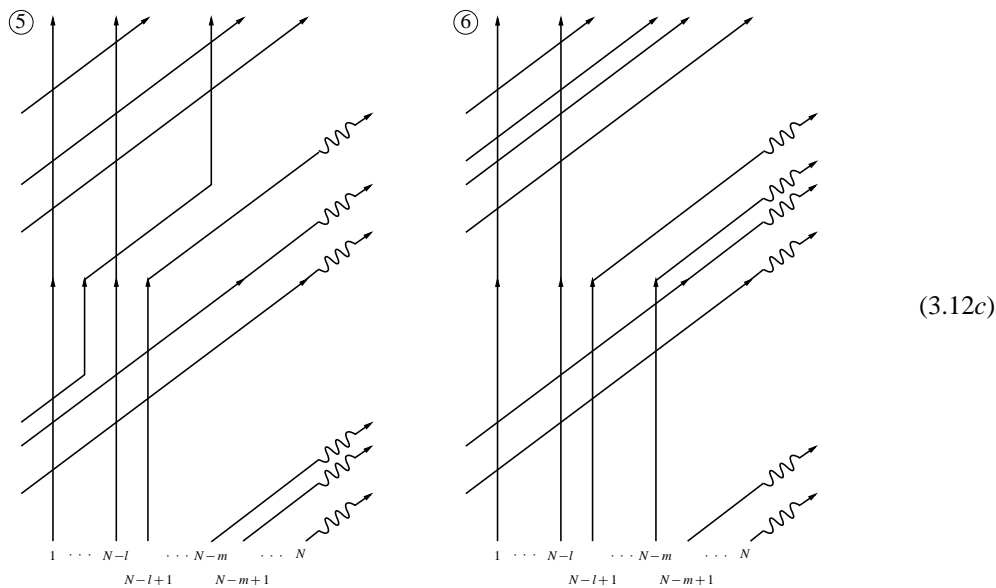 ⑤ ⑥
(3.12c)
1 · · · N−l · · · N−m · · · N 1 · · · N−l · · · N−m · · · N
N−l+1 N−m+1 N−l+1 N−m+1